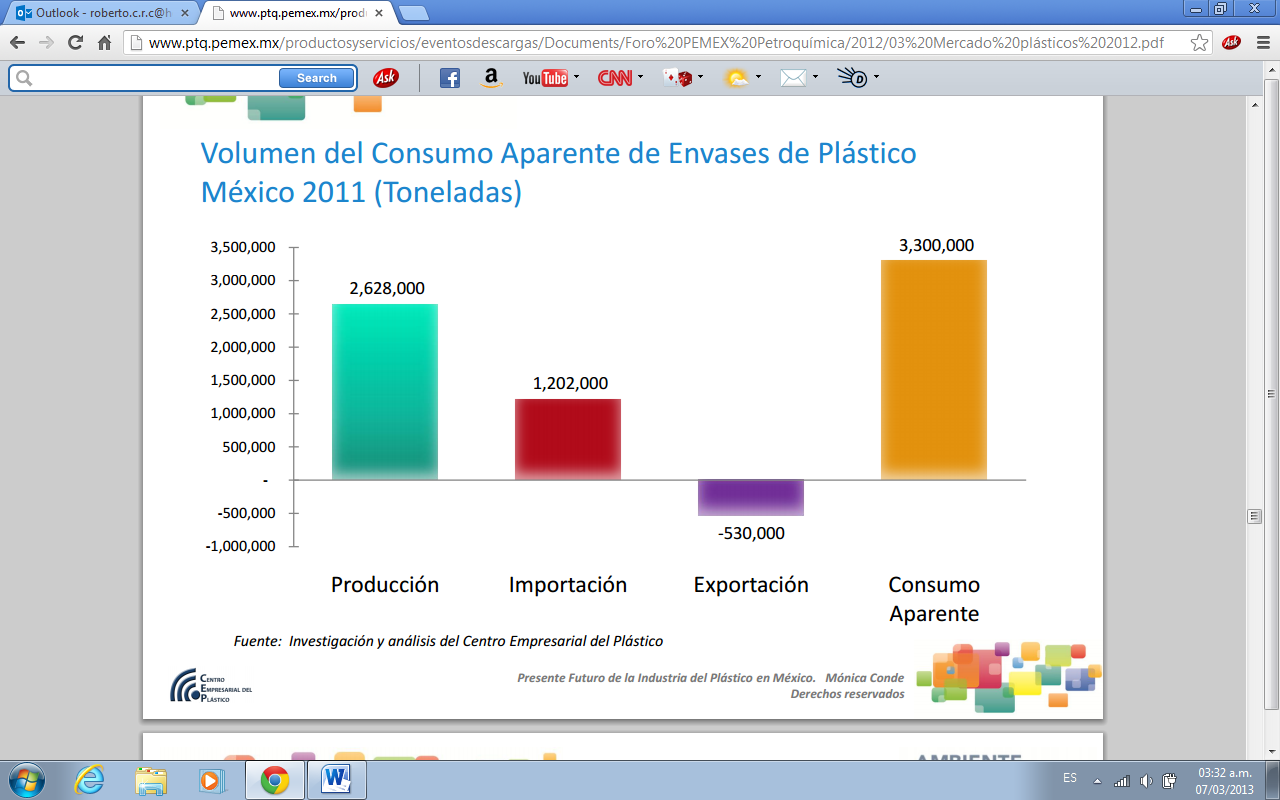 Outlook - roberto.c.r.c@h
www.ptq.pemex.mx/prod
www.ptq.pemex.mx/productosyservicios/eventosdescargas/Documents/Foro%20PEMEX%20Petroquímica/2012/03%20Mercado%20plásticos%202012.pdf
Ask
Search
Ask
a
YouTube
CNN
D
Volumen del Consumo Aparente de Envases de Plástico
México 2011 (Toneladas)
3,500,000
3,000,000
2,500,000
2,000,000
1,500,000
1,000,000
500,000
-
-500,000
-1,000,000
2,628,000
1,202,000
-530,000
3,300,000
Producción
Importación
Exportación
Consumo
Aparente
Fuente: Investigación y análisis del Centro Empresarial del Plástico
CENTRO
EMPRESARIAL DEL
PLÁSTICO
Presente Futuro de la Industria del Plástico en México. Mónica Conde
Derechos reservados
AMBIENTE
W
ES
03:32 a.m.
07/03/2013